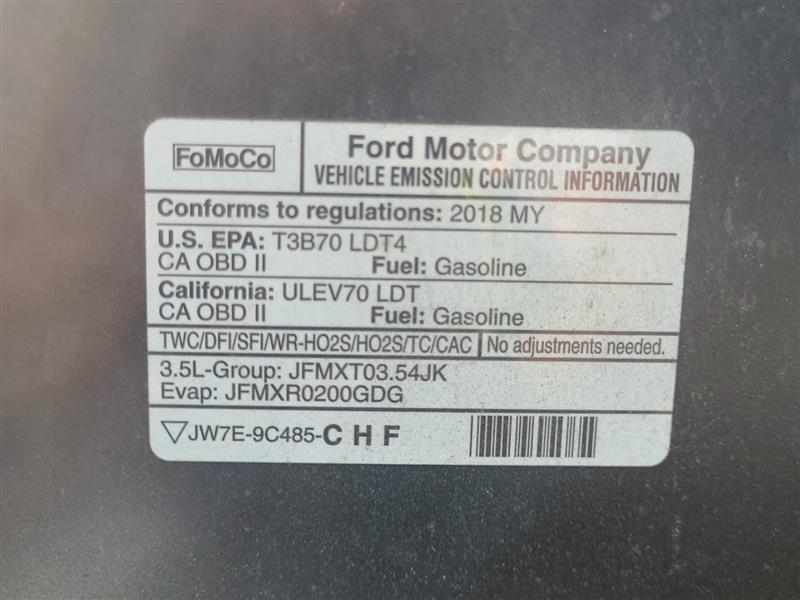 FoMoCo
Ford Motor Company
VEHICLE EMISSION CONTROL INFORMATION
Conforms to regulations: 2018 MY
U.S. EPA: T3B70 LDT4
CA OBD II Fuel: Gasoline
California: ULEV70 LDT
CA OBD II Fuel: Gasoline
TWC/DFI/SFI/WR-HO2S/HO2S/TC/CAC No adjustments needed.
3.5L-Group: JFMXT03.54JK
Evap: JFMXR0200GDG
▽JW7E-9C485-C H F